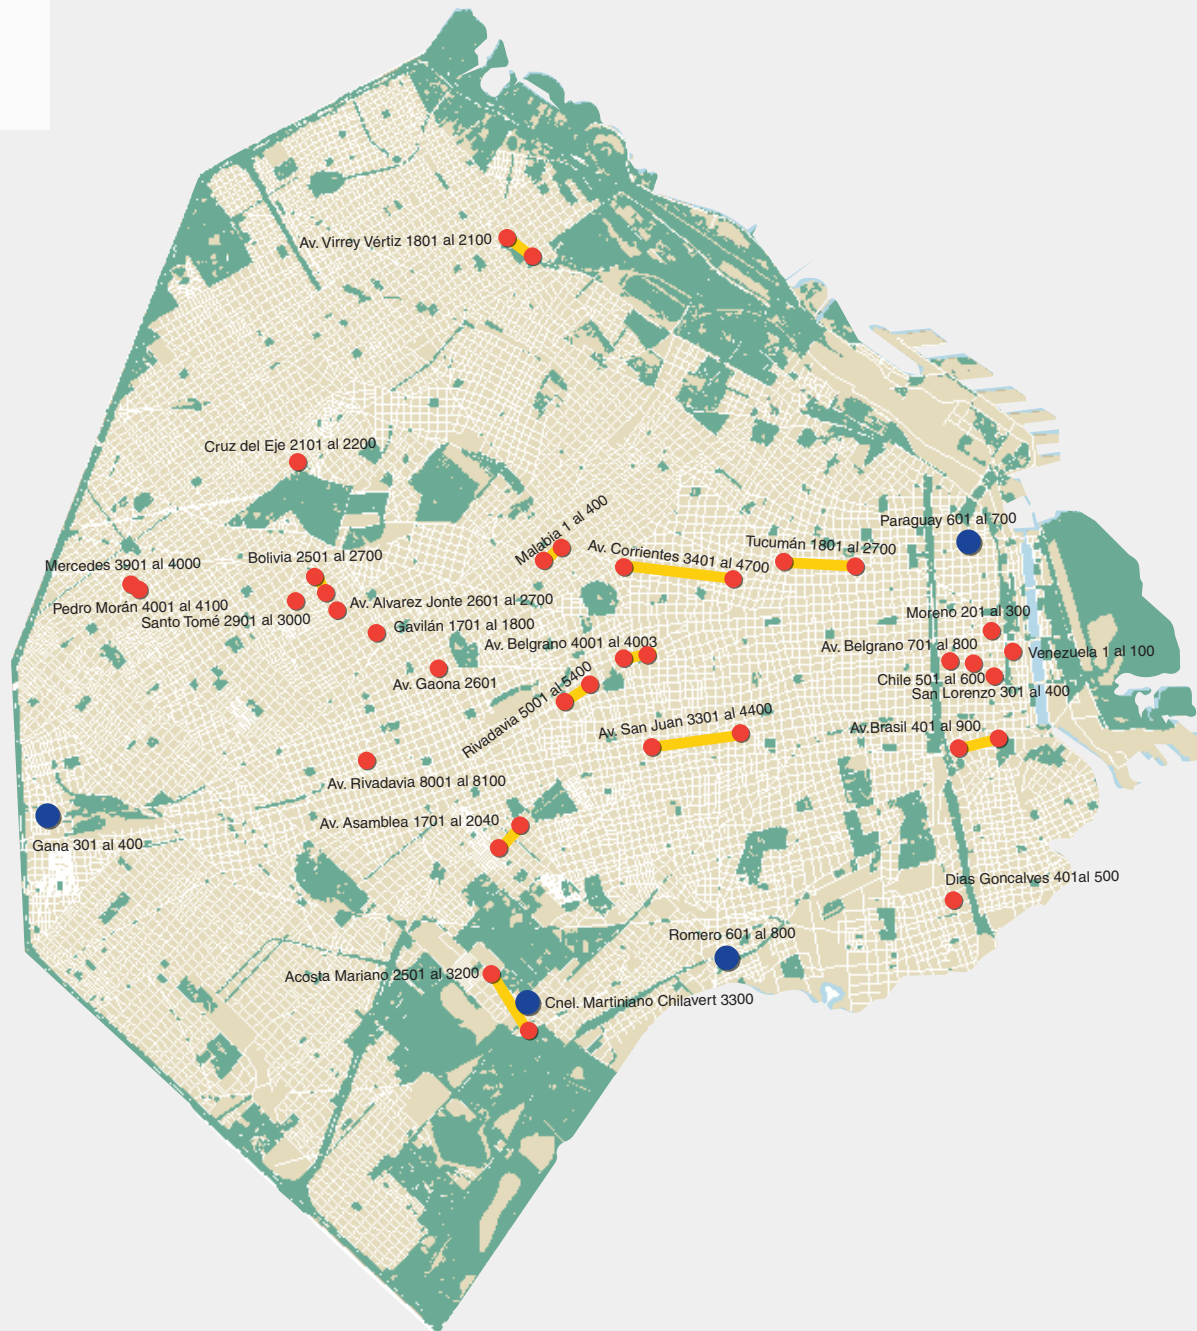 Av. Virrey Vértiz 1801 al 2100
Cruz del Eje 2101 al 2200
Malabia 1 al 400
Paraguay 601 al 700
Av. Corrientes 3401 al 4700
Tucumán 1801 al 2700
Mercedes 3901 al 4000
Bolivia 2501 al 2700
Pedro Morán 4001 al 4100
Av. Alvarez Jonte 2601 al 2700
Santo Tomé 2901 al 3000
Gavilán 1701 al 1800
Moreno 201 al 300
Av. Belgrano 4001 al 4003
Av. Belgrano 701 al 800
Venezuela 1 al 100
Av. Gaona 2601
Chile 501 al 600
San Lorenzo 301 al 400
Rivadavia 5001 al 5400
Av. San Juan 3301 al 4400
Av.Brasil 401 al 900
Av. Rivadavia 8001 al 8100
Av. Asamblea 1701 al 2040
Gana 301 al 400
Dias Goncalves 401al 500
Romero 601 al 800
Acosta Mariano 2501 al 3200
Cnel. Martiniano Chilavert 3300